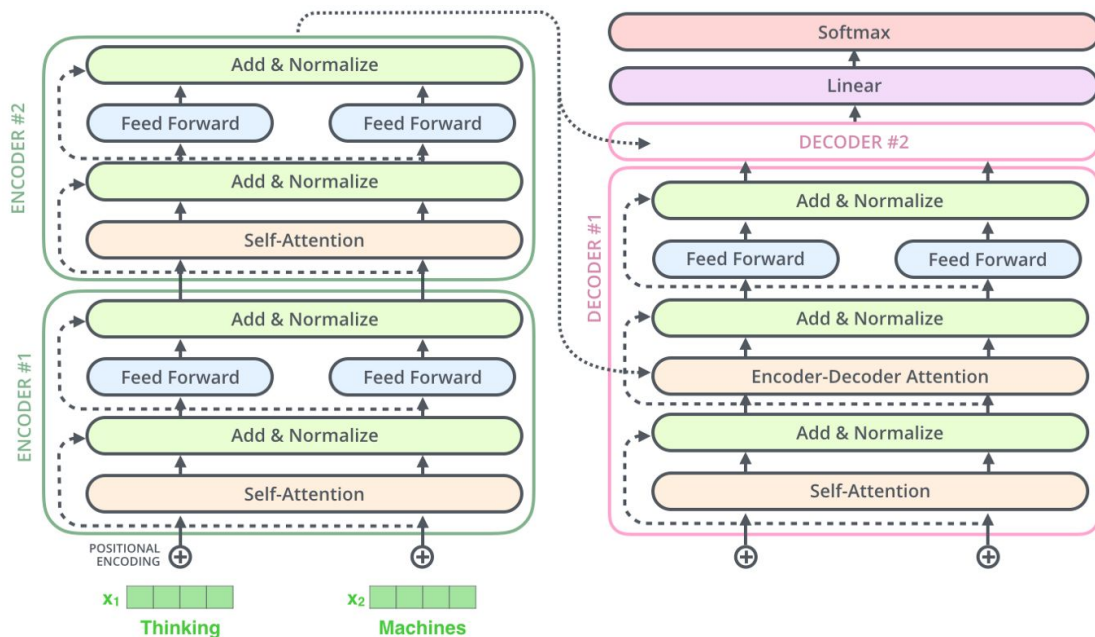 ENCODER #2
Add & Normalize
Feed Forward
Feed Forward
Add & Normalize
Self-Attention
ENCODER #1
Add & Normalize
Feed Forward
Feed Forward
Add & Normalize
Self-Attention
POSITIONAL
ENCODING
x₁
x₂
Thinking
Machines
Softmax
Linear
DECODER #2
DECODER #1
Add & Normalize
Feed Forward
Feed Forward
Add & Normalize
Encoder-Decoder Attention
Add & Normalize
Self-Attention